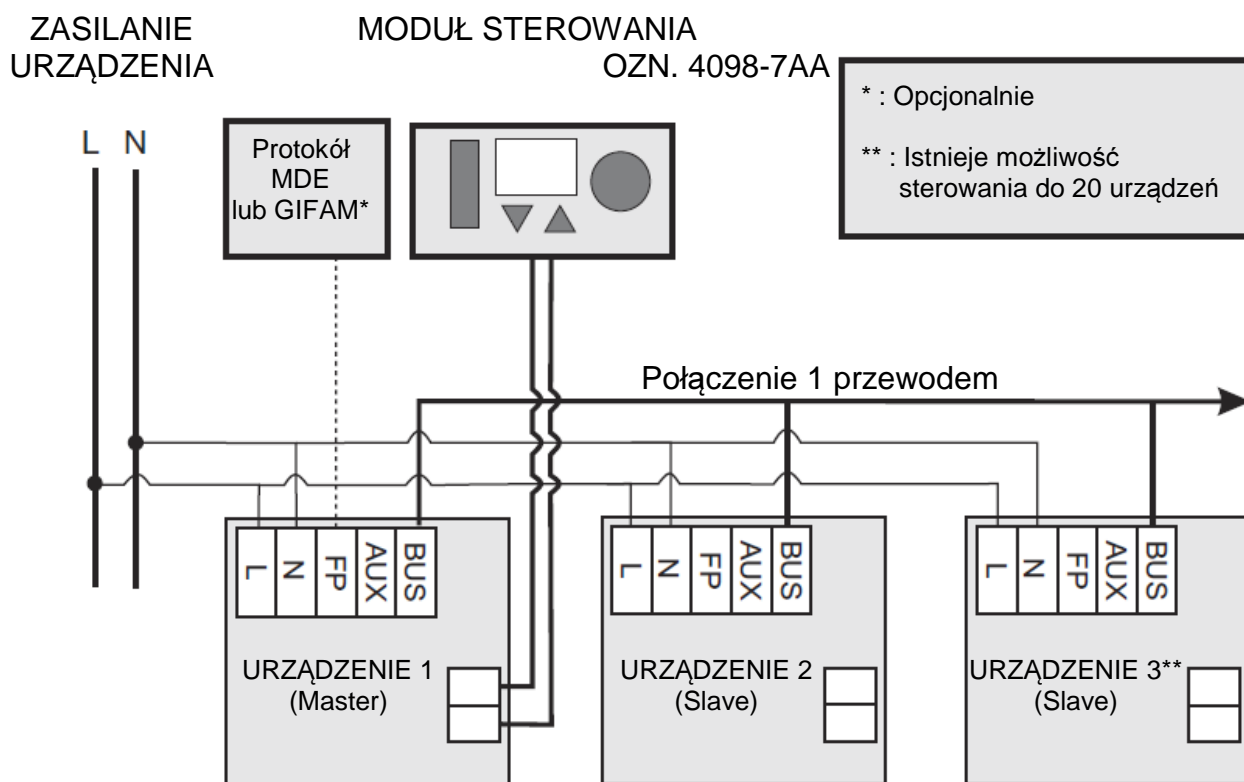 ZASILANIE
URZĄDZENIA
MODUŁ STEROWANIA
OZN. 4098-7AA
* : Opcjonalnie
** : Istnieje możliwość
sterowania do 20 urządzeń
L N
Protokół
MDE
lub GIFAM*
Połączenie 1 przewodem
L N FP AUX BUS
URZĄDZENIE 1
(Master)
L N FP AUX BUS
URZĄDZENIE 2
(Slave)
L N FP AUX BUS
URZĄDZENIE 3**
(Slave)